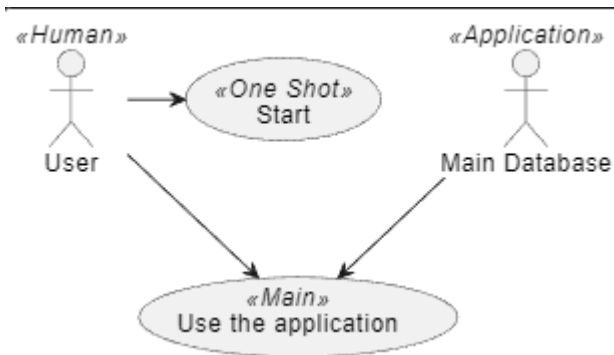 «Human»
User
«One Shot»
Start
«Application»
Main Database
«Main»
Use the application